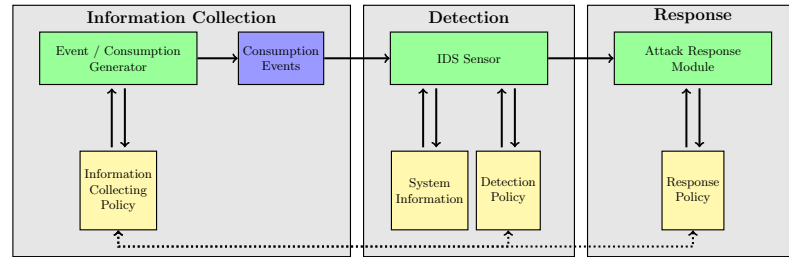 Information Collection
Detection
Response
Event / Consumption
Generator
Consumption
Events
IDS Sensor
Attack Response
Module
Information
Collecting
Policy
System
Information
Detection
Policy
Response
Policy